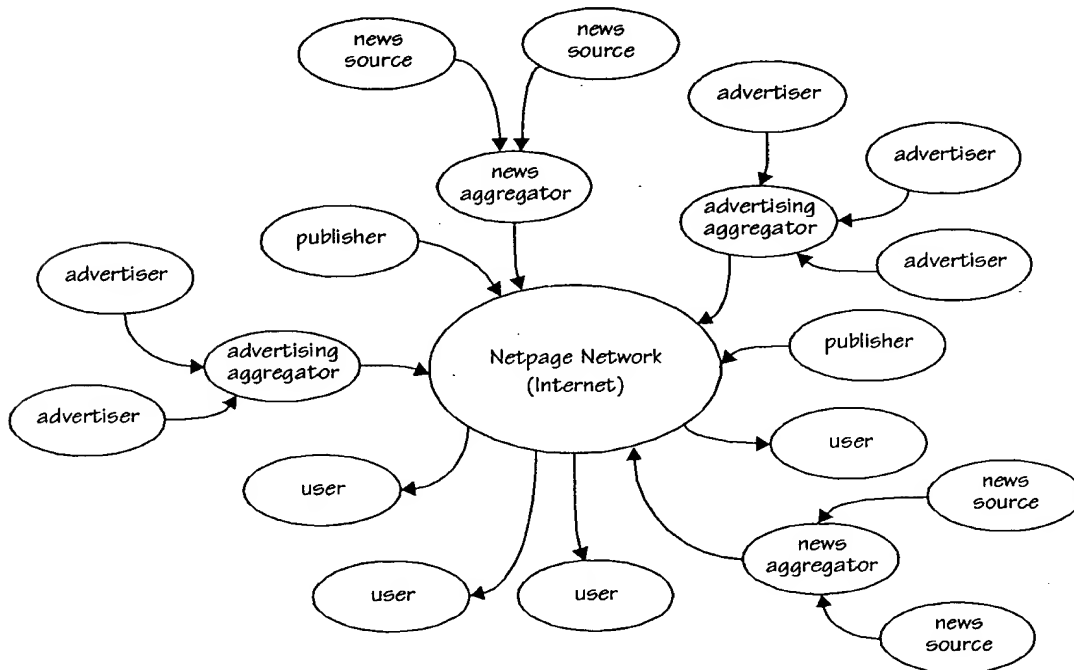 news
source
news
source
advertiser
advertiser
news
aggregator
advertising
aggregator
publisher
advertiser
advertiser
publisher
advertising
aggregator
Netpage Network
(Internet)
advertiser
user
user
news
source
news
aggregator
user
user
news
source